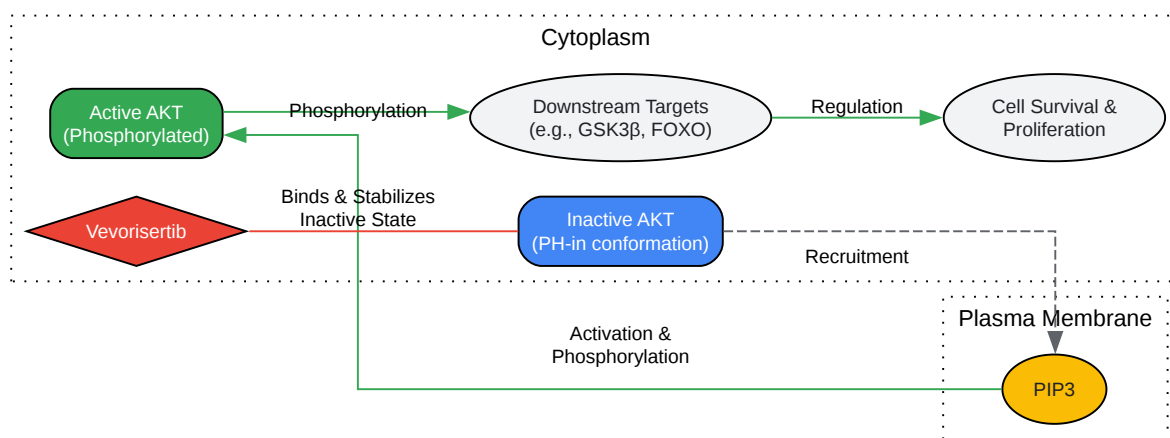 Cytoplasm
Active AKT
(Phosphorylated)
Phosphorylation
Downstream Targets
(e.g., GSK3β, FOXO)
Regulation
Cell Survival &
Proliferation
Vevorisertib
Binds & Stabilizes
Inactive State
Inactive AKT
(PH-in conformation)
Recruitment
Plasma Membrane
Activation &
Phosphorylation
PIP3